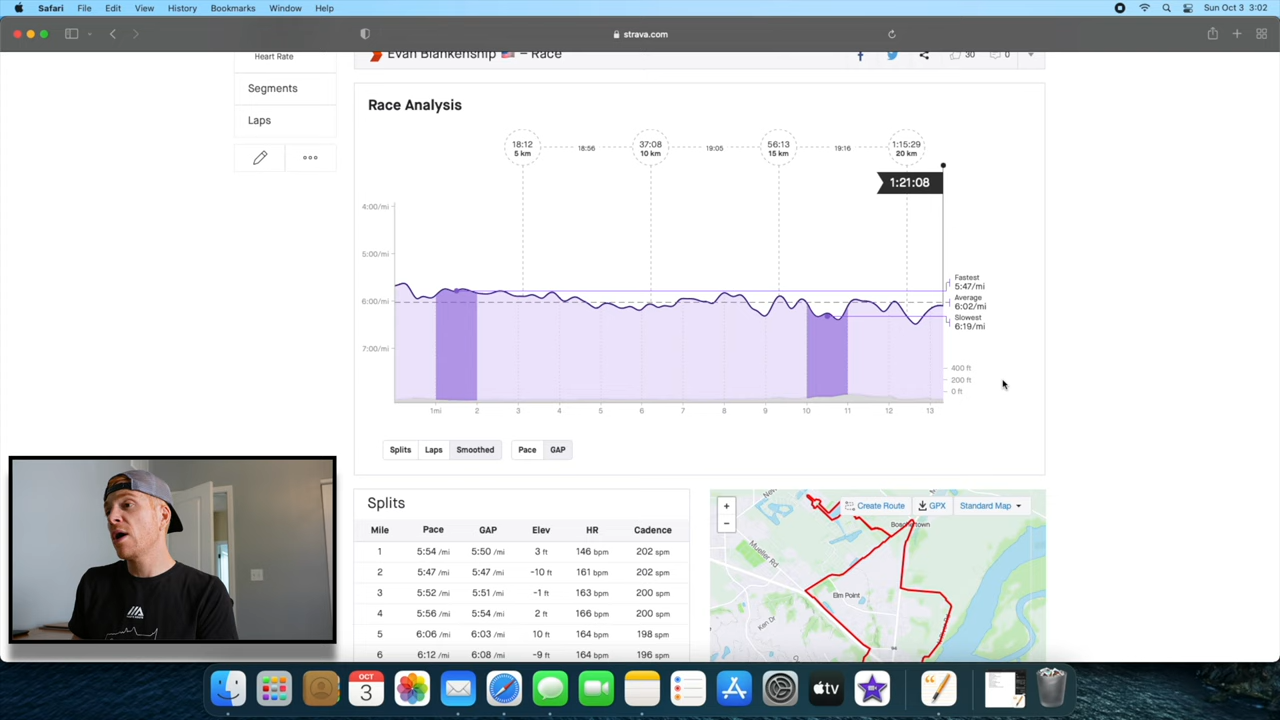 Safari File Edit View History Bookmarks Window Help Sun Oct 3 3:02
strava.com
Heart Rate
Evan Blankenship 🇺🇸 – Race 30 0
Segments
Laps
Race Analysis
18:12
5 km
18:56
37:08
10 km
19:05
56:13
15 km
19:16
1:15:29
20 km
1:21:08
4:00/mi
5:00/mi
6:00/mi
7:00/mi
Fastest
5:47/mi
Average
6:02/mi
Slowest
6:19/mi
400 ft
200 ft
0 ft
1mi 2 3 4 5 6 7 8 9 10 11 12 13
Splits Laps Smoothed Pace GAP
Splits
Mile Pace GAP Elev HR Cadence
1 5:54 /mi 5:50 /mi 3 ft 146 bpm 202 spm
2 5:47 /mi 5:47 /mi -10 ft 161 bpm 202 spm
3 5:52 /mi 5:51 /mi -1 ft 163 bpm 200 spm
4 5:56 /mi 5:54 /mi 2 ft 166 bpm 200 spm
5 6:06 /mi 6:03 /mi 10 ft 164 bpm 198 spm
6 6:12 /mi 6:08 /mi -9 ft 164 bpm 196 spm
+
−
Create Route GPX Standard Map
Mueller Rd
Elm Point
Ken Dr
OCT
3
tv